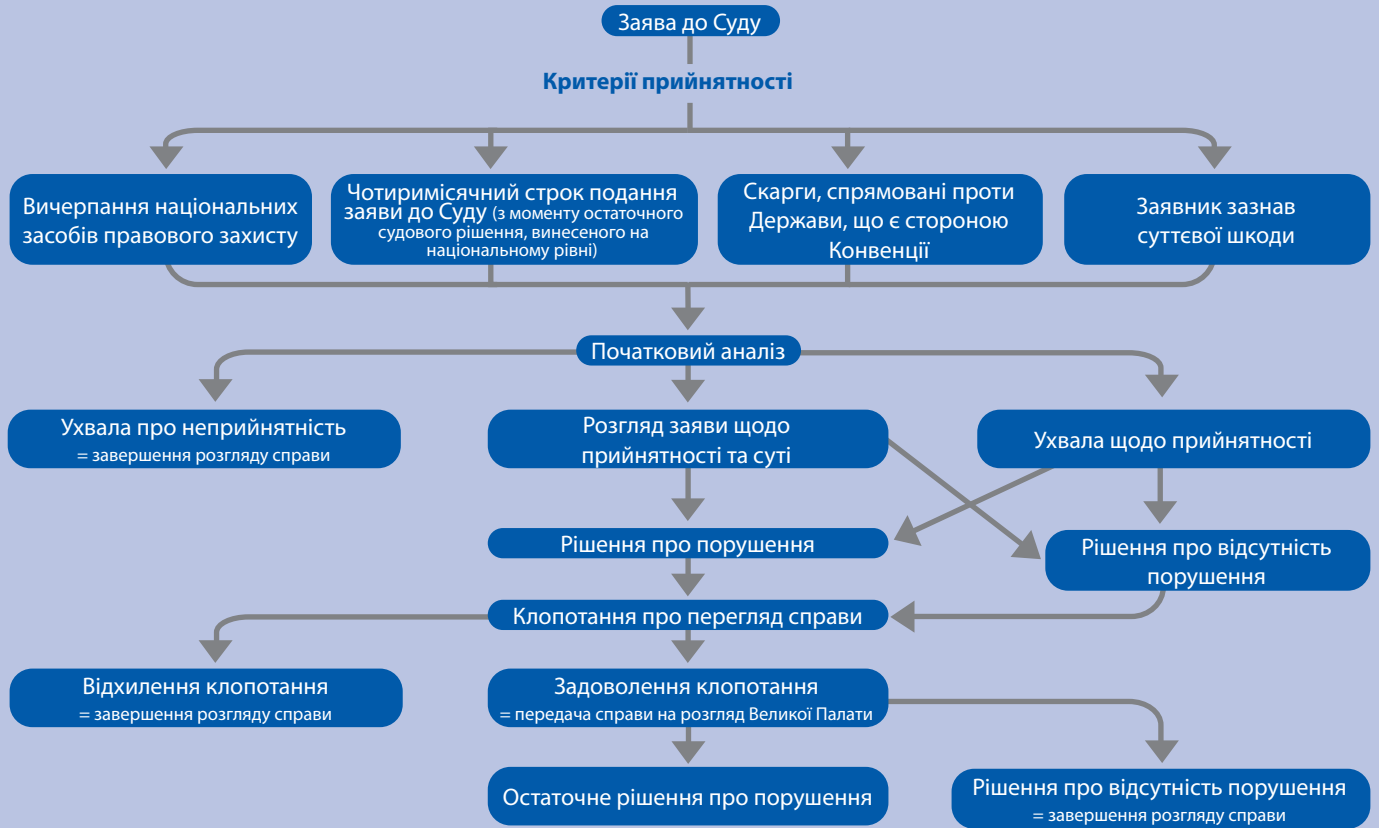 Заява до Суду
Критерії прийнятності
Вичерпання національних
засобів правового захисту
Чотиримісячний строк подання
заяви до Суду (з моменту остаточного
судового рішення, винесеного на
національному рівні)
Скарги, спрямовані проти
Держави, що є стороною
Конвенції
Заявник зазнав
суттєвої шкоди
Початковий аналіз
Ухвала про неприйнятність
= завершення розгляду справи
Розгляд заяви щодо
прийнятності та суті
Ухвала щодо прийнятності
Рішення про порушення
Рішення про відсутність
порушення
Клопотання про перегляд справи
Відхилення клопотання
= завершення розгляду справи
Задоволення клопотання
= передача справи на розгляд Великої Палати
Остаточне рішення про порушення
Рішення про відсутність порушення
= завершення розгляду справи